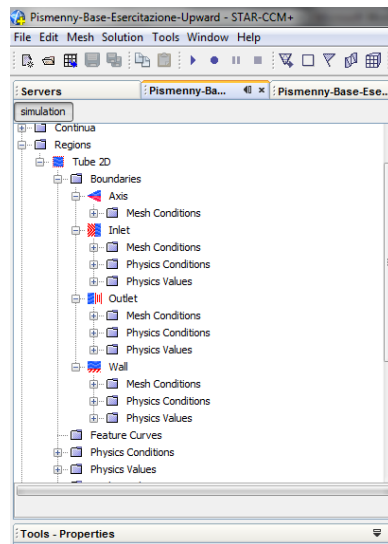 Pismenny-Base-Esercitazione-Upward - STAR-CCM+
File Edit Mesh Solution Tools Window Help
Servers Pismenny-Ba... Pismenny-Base-Ese..
simulation
Continua
Regions
Tube 2D
Boundaries
Axis
Mesh Conditions
Inlet
Mesh Conditions
Physics Conditions
Physics Values
Outlet
Mesh Conditions
Physics Conditions
Physics Values
Wall
Mesh Conditions
Physics Conditions
Physics Values
Feature Curves
Physics Conditions
Physics Values
Tools - Properties